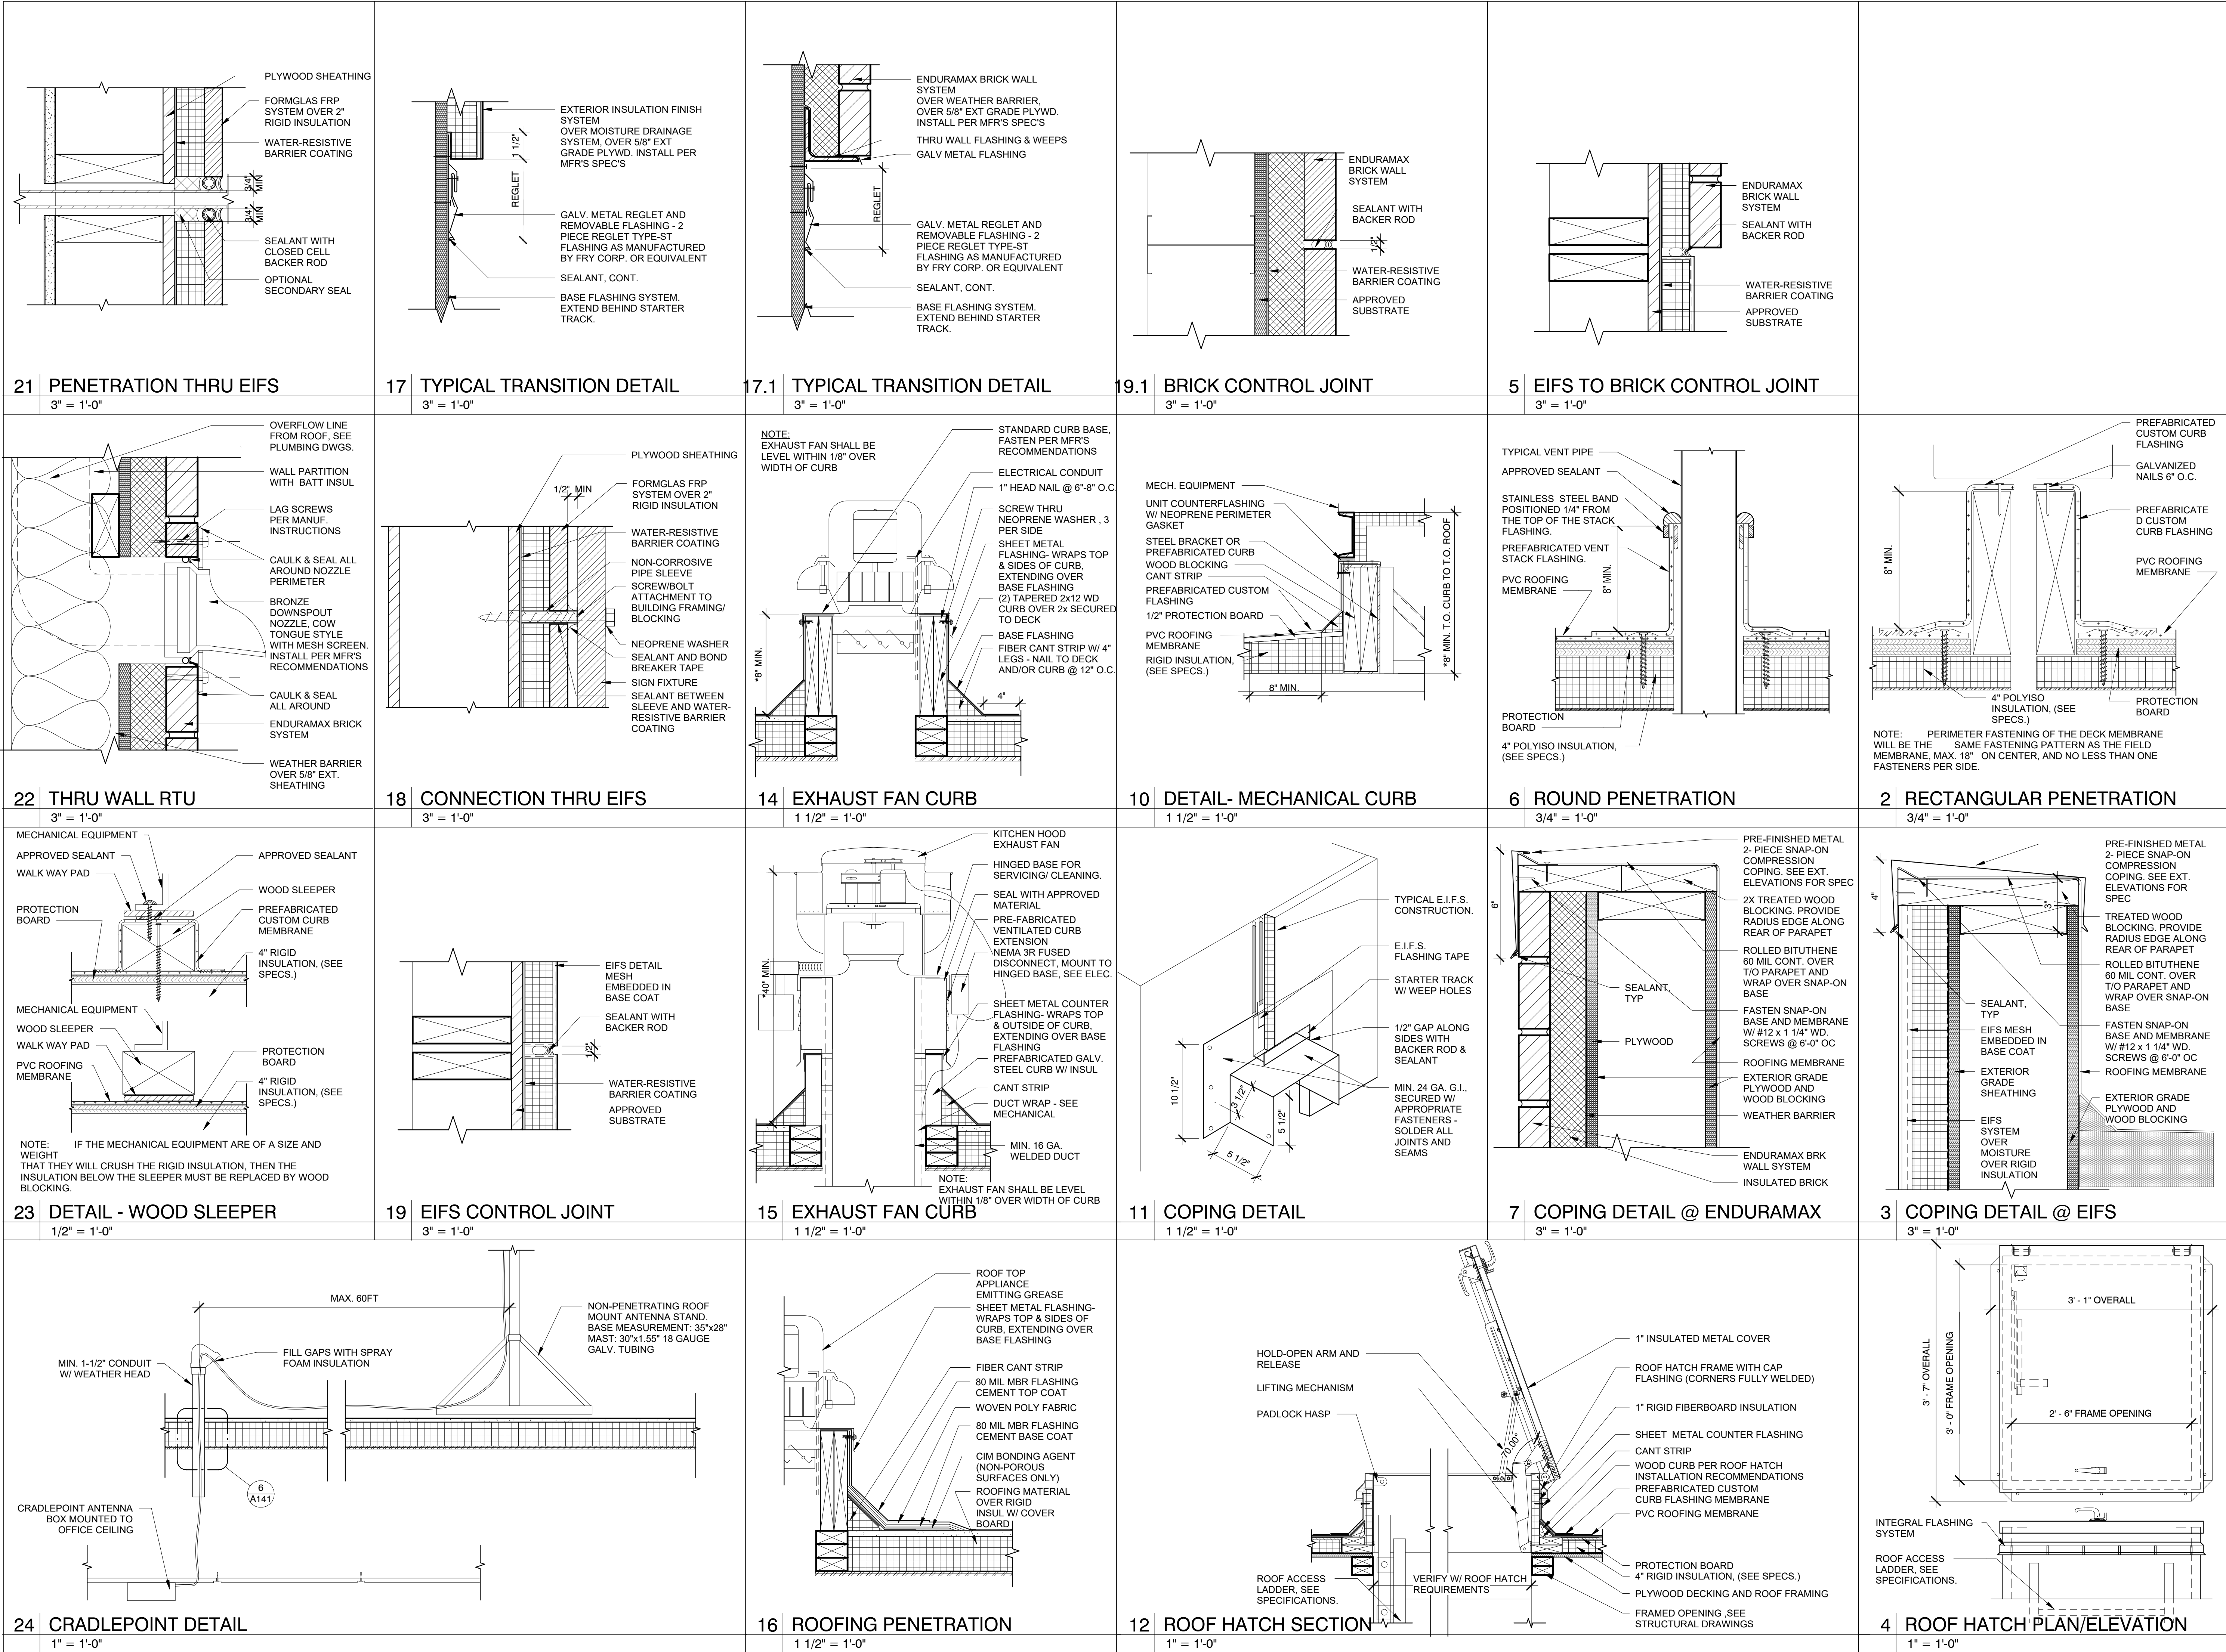 PLYWOOD SHEATHING
FORMGLAS FRP
SYSTEM OVER 2"
RIGID INSULATION
WATER-RESISTIVE
BARRIER COATING
3/4"
MIN
3/4"
MIN
SEALANT WITH
CLOSED CELL
BACKER ROD
OPTIONAL
SECONDARY SEAL
21 PENETRATION THRU EIFS
3" = 1'-0"
EXTERIOR INSULATION FINISH
SYSTEM
OVER MOISTURE DRAINAGE
SYSTEM, OVER 5/8" EXT
GRADE PLYWD. INSTALL PER
MFR'S SPEC'S
1 1/2"
REGLET
GALV. METAL REGLET AND
REMOVABLE FLASHING - 2
PIECE REGLET TYPE-ST
FLASHING AS MANUFACTURED
BY FRY CORP. OR EQUIVALENT
SEALANT, CONT.
BASE FLASHING SYSTEM.
EXTEND BEHIND STARTER
TRACK.
17 TYPICAL TRANSITION DETAIL
3" = 1'-0"
ENDURAMAX BRICK WALL
SYSTEM
OVER WEATHER BARRIER,
OVER 5/8" EXT GRADE PLYWD.
INSTALL PER MFR'S SPEC'S
THRU WALL FLASHING & WEEPS
GALV METAL FLASHING
REGLET
GALV. METAL REGLET AND
REMOVABLE FLASHING - 2
PIECE REGLET TYPE-ST
FLASHING AS MANUFACTURED
BY FRY CORP. OR EQUIVALENT
SEALANT, CONT.
BASE FLASHING SYSTEM.
EXTEND BEHIND STARTER
TRACK.
17.1 TYPICAL TRANSITION DETAIL
3" = 1'-0"
ENDURAMAX
BRICK WALL
SYSTEM
SEALANT WITH
BACKER ROD
1/2"
WATER-RESISTIVE
BARRIER COATING
APPROVED
SUBSTRATE
19.1 BRICK CONTROL JOINT
3" = 1'-0"
ENDURAMAX
BRICK WALL
SYSTEM
SEALANT WITH
BACKER ROD
WATER-RESISTIVE
BARRIER COATING
APPROVED
SUBSTRATE
5 EIFS TO BRICK CONTROL JOINT
3" = 1'-0"
OVERFLOW LINE
FROM ROOF, SEE
PLUMBING DWGS.
WALL PARTITION
WITH BATT INSUL
LAG SCREWS
PER MANUF.
INSTRUCTIONS
CAULK & SEAL ALL
AROUND NOZZLE
PERIMETER
BRONZE
DOWNSPOUT
NOZZLE, COW
TONGUE STYLE
WITH MESH SCREEN.
INSTALL PER MFR'S
RECOMMENDATIONS
CAULK & SEAL
ALL AROUND
ENDURAMAX BRICK
SYSTEM
WEATHER BARRIER
OVER 5/8" EXT.
SHEATHING
22 THRU WALL RTU
3" = 1'-0"
PLYWOOD SHEATHING
1/2" MIN
FORMGLAS FRP
SYSTEM OVER 2"
RIGID INSULATION
WATER-RESISTIVE
BARRIER COATING
NON-CORROSIVE
PIPE SLEEVE
SCREW/BOLT
ATTACHMENT TO
BUILDING FRAMING/
BLOCKING
NEOPRENE WASHER
SEALANT AND BOND
BREAKER TAPE
SIGN FIXTURE
SEALANT BETWEEN
SLEEVE AND WATER-
RESISTIVE BARRIER
COATING
18 CONNECTION THRU EIFS
3" = 1'-0"
NOTE:
EXHAUST FAN SHALL BE
LEVEL WITHIN 1/8" OVER
WIDTH OF CURB
STANDARD CURB BASE,
FASTEN PER MFR'S
RECOMMENDATIONS
ELECTRICAL CONDUIT
1" HEAD NAIL @ 6"-8" O.C.
SCREW THRU
NEOPRENE WASHER , 3
PER SIDE
SHEET METAL
FLASHING- WRAPS TOP
& SIDES OF CURB,
EXTENDING OVER
BASE FLASHING
(2) TAPERED 2x12 WD
CURB OVER 2x SECURED
TO DECK
BASE FLASHING
FIBER CANT STRIP W/ 4"
LEGS - NAIL TO DECK
AND/OR CURB @ 12" O.C.
*8" MIN.
4"
14 EXHAUST FAN CURB
1 1/2" = 1'-0"
MECH. EQUIPMENT
UNIT COUNTERFLASHING
W/ NEOPRENE PERIMETER
GASKET
STEEL BRACKET OR
PREFABRICATED CURB
WOOD BLOCKING
CANT STRIP
PREFABRICATED CUSTOM
FLASHING
1/2" PROTECTION BOARD
PVC ROOFING
MEMBRANE
RIGID INSULATION,
(SEE SPECS.)
8" MIN.
*8" MIN. T.O. CURB TO T.O. ROOF
10 DETAIL- MECHANICAL CURB
1 1/2" = 1'-0"
TYPICAL VENT PIPE
APPROVED SEALANT
STAINLESS STEEL BAND
POSITIONED 1/4" FROM
THE TOP OF THE STACK
FLASHING.
PREFABRICATED VENT
STACK FLASHING.
PVC ROOFING
MEMBRANE
8" MIN.
PROTECTION
BOARD
4" POLYISO INSULATION,
(SEE SPECS.)
6 ROUND PENETRATION
3/4" = 1'-0"
PREFABRICATED
CUSTOM CURB
FLASHING
GALVANIZED
NAILS 6" O.C.
PREFABRICATE
D CUSTOM
CURB FLASHING
PVC ROOFING
MEMBRANE
8" MIN.
4" POLYISO
INSULATION, (SEE
SPECS.)
PROTECTION
BOARD
NOTE: PERIMETER FASTENING OF THE DECK MEMBRANE
WILL BE THE SAME FASTENING PATTERN AS THE FIELD
MEMBRANE, MAX. 18" ON CENTER, AND NO LESS THAN ONE
FASTENERS PER SIDE.
2 RECTANGULAR PENETRATION
3/4" = 1'-0"
MECHANICAL EQUIPMENT
APPROVED SEALANT
WALK WAY PAD
PROTECTION
BOARD
APPROVED SEALANT
WOOD SLEEPER
PREFABRICATED
CUSTOM CURB
MEMBRANE
4" RIGID
INSULATION, (SEE
SPECS.)
MECHANICAL EQUIPMENT
WOOD SLEEPER
WALK WAY PAD
PVC ROOFING
MEMBRANE
PROTECTION
BOARD
4" RIGID
INSULATION, (SEE
SPECS.)
NOTE: IF THE MECHANICAL EQUIPMENT ARE OF A SIZE AND
WEIGHT
THAT THEY WILL CRUSH THE RIGID INSULATION, THEN THE
INSULATION BELOW THE SLEEPER MUST BE REPLACED BY WOOD
BLOCKING.
23 DETAIL - WOOD SLEEPER
1/2" = 1'-0"
EIFS DETAIL
MESH
EMBEDDED IN
BASE COAT
SEALANT WITH
BACKER ROD
1/2"
WATER-RESISTIVE
BARRIER COATING
APPROVED
SUBSTRATE
19 EIFS CONTROL JOINT
3" = 1'-0"
KITCHEN HOOD
EXHAUST FAN
HINGED BASE FOR
SERVICING/ CLEANING.
SEAL WITH APPROVED
MATERIAL
PRE-FABRICATED
VENTILATED CURB
EXTENSION
NEMA 3R FUSED
DISCONNECT, MOUNT TO
HINGED BASE, SEE ELEC.
SHEET METAL COUNTER
FLASHING- WRAPS TOP
& OUTSIDE OF CURB,
EXTENDING OVER BASE
FLASHING
PREFABRICATED GALV.
STEEL CURB W/ INSUL
CANT STRIP
DUCT WRAP - SEE
MECHANICAL
MIN. 16 GA.
WELDED DUCT
*40" MIN.
NOTE:
EXHAUST FAN SHALL BE LEVEL
WITHIN 1/8" OVER WIDTH OF CURB
15 EXHAUST FAN CURB
1 1/2" = 1'-0"
TYPICAL E.I.F.S.
CONSTRUCTION.
E.I.F.S.
FLASHING TAPE
STARTER TRACK
W/ WEEP HOLES
1/2" GAP ALONG
SIDES WITH
BACKER ROD &
SEALANT
MIN. 24 GA. G.I.,
SECURED W/
APPROPRIATE
FASTENERS -
SOLDER ALL
JOINTS AND
SEAMS
10 1/2"
3 1/2"
5 1/2"
5 1/2"
11 COPING DETAIL
1 1/2" = 1'-0"
6"
PRE-FINISHED METAL
2- PIECE SNAP-ON
COMPRESSION
COPING. SEE EXT.
ELEVATIONS FOR SPEC
2X TREATED WOOD
BLOCKING. PROVIDE
RADIUS EDGE ALONG
REAR OF PARAPET
ROLLED BITUTHENE
60 MIL CONT. OVER
T/O PARAPET AND
WRAP OVER SNAP-ON
BASE
FASTEN SNAP-ON
BASE AND MEMBRANE
W/ #12 x 1 1/4" WD.
SCREWS @ 6'-0" OC
ROOFING MEMBRANE
EXTERIOR GRADE
PLYWOOD AND
WOOD BLOCKING
WEATHER BARRIER
ENDURAMAX BRK
WALL SYSTEM
INSULATED BRICK
SEALANT,
TYP
PLYWOOD
7 COPING DETAIL @ ENDURAMAX
3" = 1'-0"
4"
3"
PRE-FINISHED METAL
2- PIECE SNAP-ON
COMPRESSION
COPING. SEE EXT.
ELEVATIONS FOR
SPEC
TREATED WOOD
BLOCKING. PROVIDE
RADIUS EDGE ALONG
REAR OF PARAPET
ROLLED BITUTHENE
60 MIL CONT. OVER
T/O PARAPET AND
WRAP OVER SNAP-ON
BASE
FASTEN SNAP-ON
BASE AND MEMBRANE
W/ #12 x 1 1/4" WD.
SCREWS @ 6'-0" OC
ROOFING MEMBRANE
EXTERIOR GRADE
PLYWOOD AND
WOOD BLOCKING
SEALANT,
TYP
EIFS MESH
EMBEDDED IN
BASE COAT
EXTERIOR
GRADE
SHEATHING
EIFS
SYSTEM
OVER
MOISTURE
OVER RIGID
INSULATION
3 COPING DETAIL @ EIFS
3" = 1'-0"
MAX. 60FT
MIN. 1-1/2" CONDUIT
W/ WEATHER HEAD
FILL GAPS WITH SPRAY
FOAM INSULATION
NON-PENETRATING ROOF
MOUNT ANTENNA STAND.
BASE MEASUREMENT: 35"x28"
MAST: 30"x1.55" 18 GAUGE
GALV. TUBING
6
A141
CRADLEPOINT ANTENNA
BOX MOUNTED TO
OFFICE CEILING
24 CRADLEPOINT DETAIL
1" = 1'-0"
ROOF TOP
APPLIANCE
EMITTING GREASE
SHEET METAL FLASHING-
WRAPS TOP & SIDES OF
CURB, EXTENDING OVER
BASE FLASHING
FIBER CANT STRIP
80 MIL MBR FLASHING
CEMENT TOP COAT
WOVEN POLY FABRIC
80 MIL MBR FLASHING
CEMENT BASE COAT
CIM BONDING AGENT
(NON-POROUS
SURFACES ONLY)
ROOFING MATERIAL
OVER RIGID
INSUL W/ COVER
BOARD
16 ROOFING PENETRATION
1 1/2" = 1'-0"
HOLD-OPEN ARM AND
RELEASE
LIFTING MECHANISM
PADLOCK HASP
70.00°
1" INSULATED METAL COVER
ROOF HATCH FRAME WITH CAP
FLASHING (CORNERS FULLY WELDED)
1" RIGID FIBERBOARD INSULATION
SHEET METAL COUNTER FLASHING
CANT STRIP
WOOD CURB PER ROOF HATCH
INSTALLATION RECOMMENDATIONS
PREFABRICATED CUSTOM
CURB FLASHING MEMBRANE
PVC ROOFING MEMBRANE
PROTECTION BOARD
4" RIGID INSULATION, (SEE SPECS.)
PLYWOOD DECKING AND ROOF FRAMING
FRAMED OPENING ,SEE
STRUCTURAL DRAWINGS
ROOF ACCESS
LADDER, SEE
SPECIFICATIONS.
VERIFY W/ ROOF HATCH
REQUIREMENTS
12 ROOF HATCH SECTION
1" = 1'-0"
3' - 1" OVERALL
3' - 7" OVERALL
3' - 0" FRAME OPENING
2' - 6" FRAME OPENING
INTEGRAL FLASHING
SYSTEM
ROOF ACCESS
LADDER, SEE
SPECIFICATIONS.
4 ROOF HATCH PLAN/ELEVATION
1" = 1'-0"